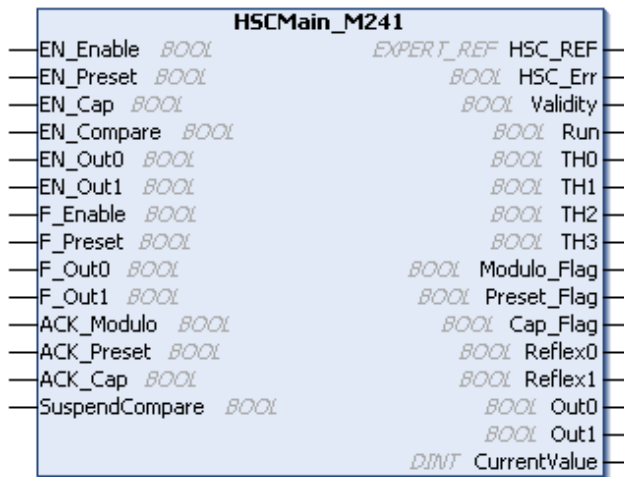 HSCMain_M241
EN_Enable BOOL EXPERT_REF HSC_REF
EN_Preset BOOL BOOL HSC_Err
EN_Cap BOOL BOOL Validity
EN_Compare BOOL BOOL Run
EN_Out0 BOOL BOOL TH0
EN_Out1 BOOL BOOL TH1
F_Enable BOOL BOOL TH2
F_Preset BOOL BOOL TH3
F_Out0 BOOL BOOL Modulo_Flag
F_Out1 BOOL BOOL Preset_Flag
ACK_Modulo BOOL BOOL Cap_Flag
ACK_Preset BOOL BOOL Reflex0
ACK_Cap BOOL BOOL Reflex1
SuspendCompare BOOL BOOL Out0
BOOL Out1
DINT CurrentValue